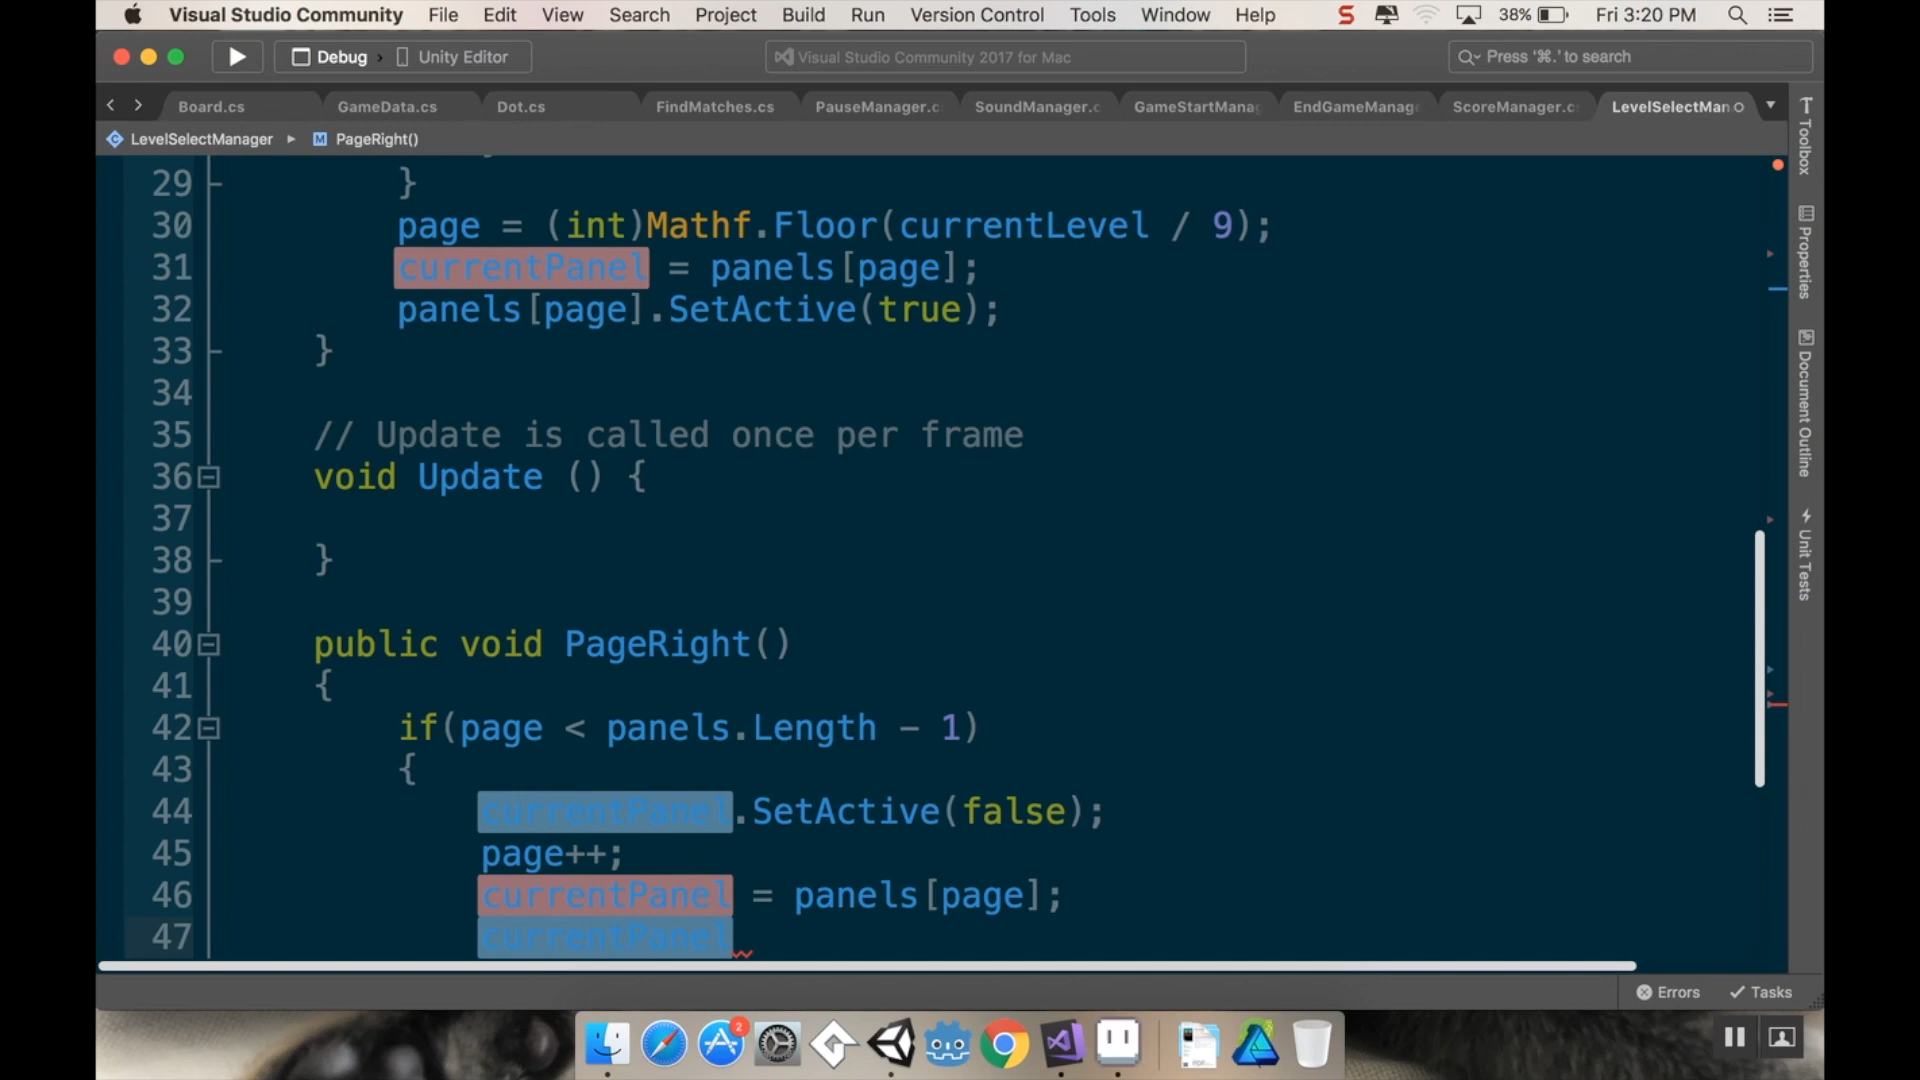 Visual Studio Community File Edit View Search Project Build Run Version Control Tools Window Help 38% Fri 3:20 PM
Debug Unity Editor Visual Studio Community 2017 for Mac Press '⌘.' to search
Board.cs GameData.cs Dot.cs FindMatches.cs PauseManager.c SoundManager.c GameStartMana EndGameManag ScoreManager.c LevelSelectMan
LevelSelectManager PageRight()
29 }
30 page = (int)Mathf.Floor(currentLevel / 9);
31 currentPanel = panels[page];
32 panels[page].SetActive(true);
33 }
34
35 // Update is called once per frame
36 void Update () {
37
38 }
39
40 public void PageRight()
41 {
42 if(page < panels.Length - 1)
43 {
44 currentPanel.SetActive(false);
45 page++;
46 currentPanel = panels[page];
47 currentPanel
Toolbox
Properties
Document Outline
Unit Tests
Errors Tasks
2